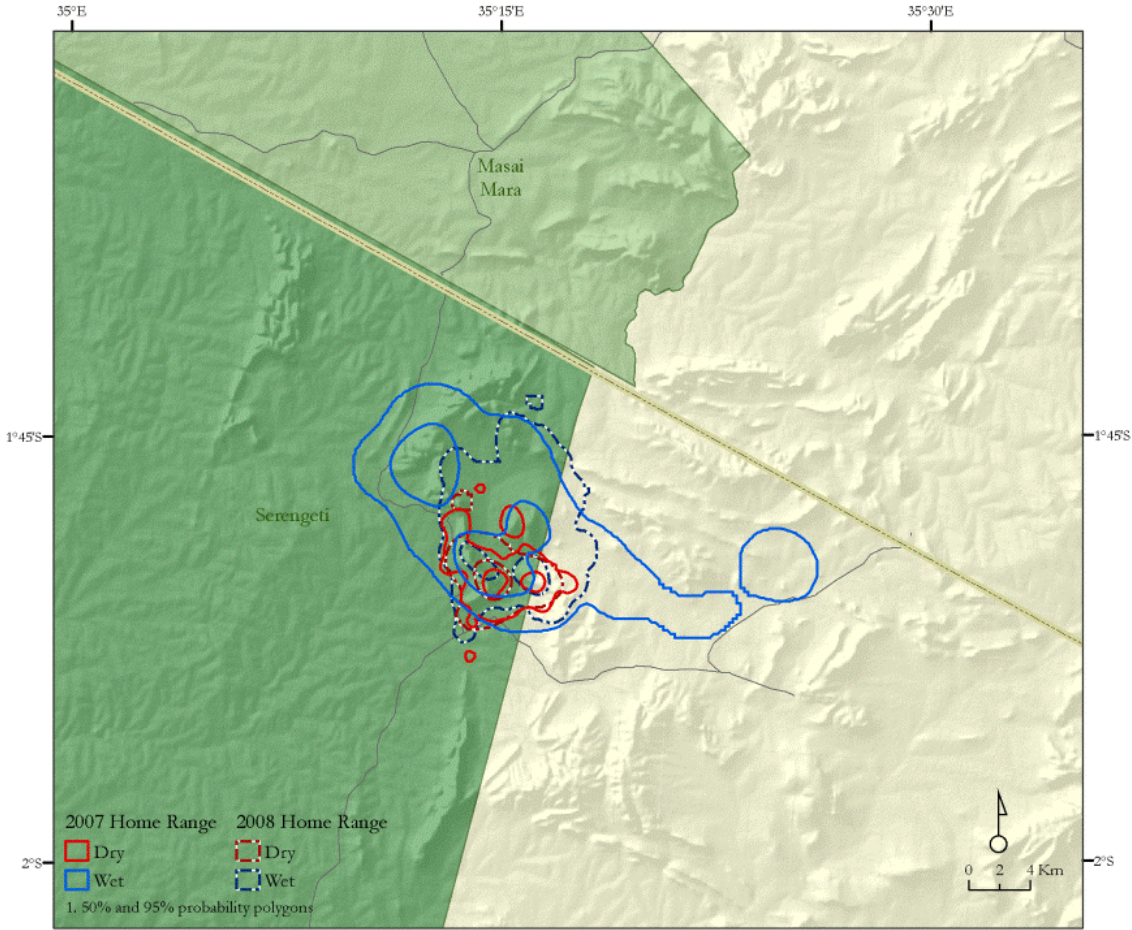 35°E
35°15'E
35°30'E
Masai
Mara
1°45'S
1°45'S
Serengeti
2007 Home Range
2008 Home Range
Dry
Dry
Wet
Wet
1. 50% and 95% probability polygons
2°S
2°S
0 2 4 Km